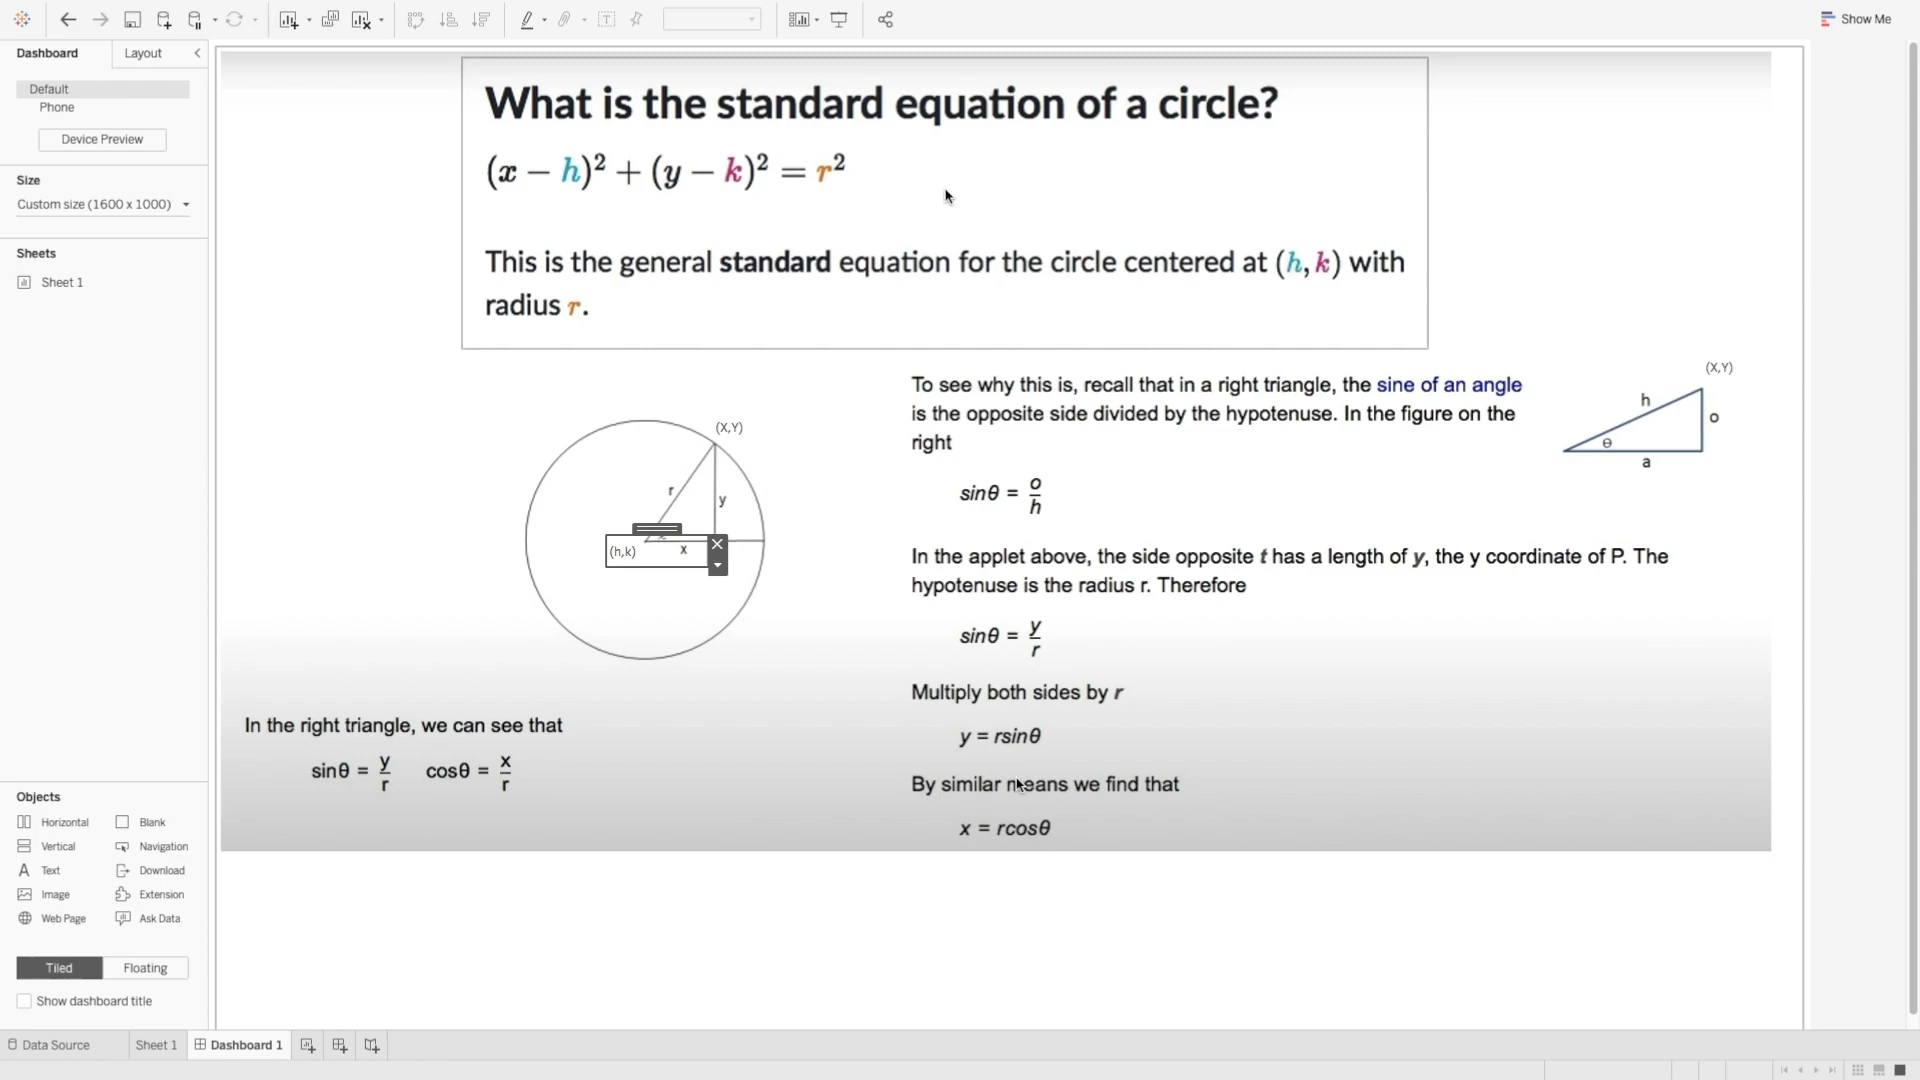 Show Me
Dashboard
Layout
Default
Phone
Device Preview
Size
Custom size (1600 x 1000)
Sheets
Sheet 1
What is the standard equation of a circle?
(x − h)² + (y − k)² = r²
This is the general standard equation for the circle centered at (h, k) with
radius r.
(X,Y)
r
y
(h,k)
x
In the right triangle, we can see that
sinθ = y/r cosθ = x/r
To see why this is, recall that in a right triangle, the sine of an angle
is the opposite side divided by the hypotenuse. In the figure on the
right
(X,Y)
h
o
θ
a
sinθ = o/h
In the applet above, the side opposite t has a length of y, the y coordinate of P. The
hypotenuse is the radius r. Therefore
sinθ = y/r
Multiply both sides by r
y = rsinθ
By similar means we find that
x = rcosθ
Objects
Horizontal
Blank
Vertical
Navigation
Text
Download
Image
Extension
Web Page
Ask Data
Tiled
Floating
Show dashboard title
Data Source
Sheet 1
Dashboard 1